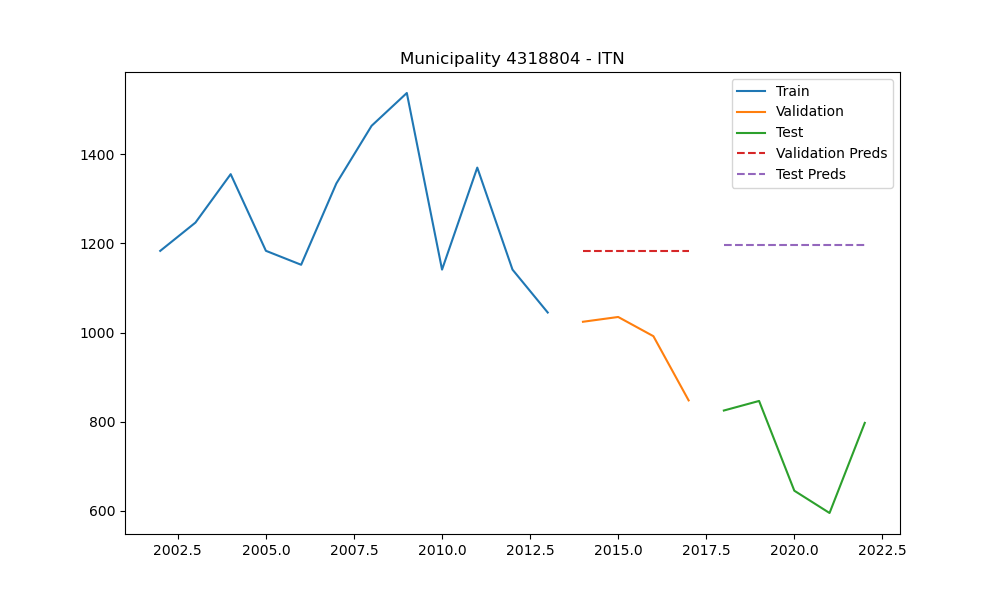 Municipality 4318804 - ITN
Train
Validation
Test
Validation Preds
Test Preds
1400
1200
1000
800
600
2002.5 2005.0 2007.5 2010.0 2012.5 2015.0 2017.5 2020.0 2022.5